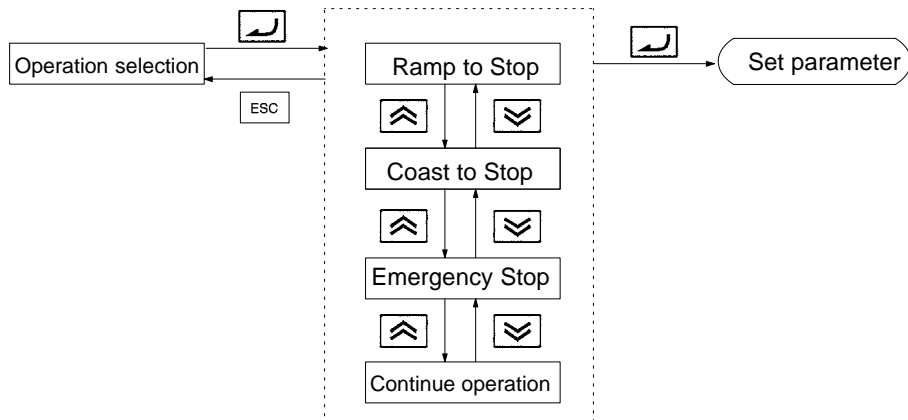 Operation selection
ESC
Ramp to Stop
Coast to Stop
Emergency Stop
Continue operation
Set parameter